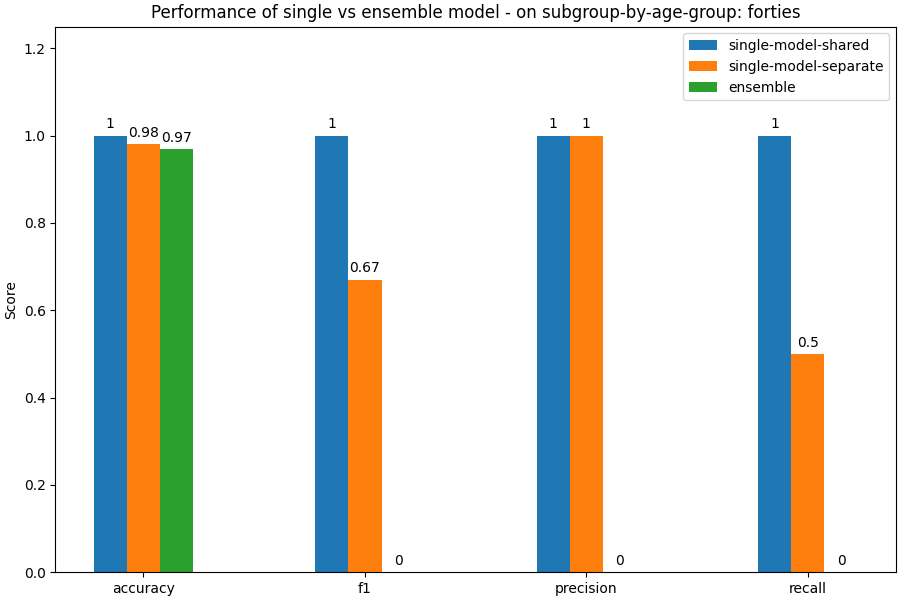 Performance of single vs ensemble model - on subgroup-by-age-group: forties
single-model-shared
single-model-separate
ensemble
Score
1.2
1.0
0.8
0.6
0.4
0.2
0.0
1
0.98
0.97
1
0.67
0
1
1
0
1
0.5
0
accuracy
f1
precision
recall